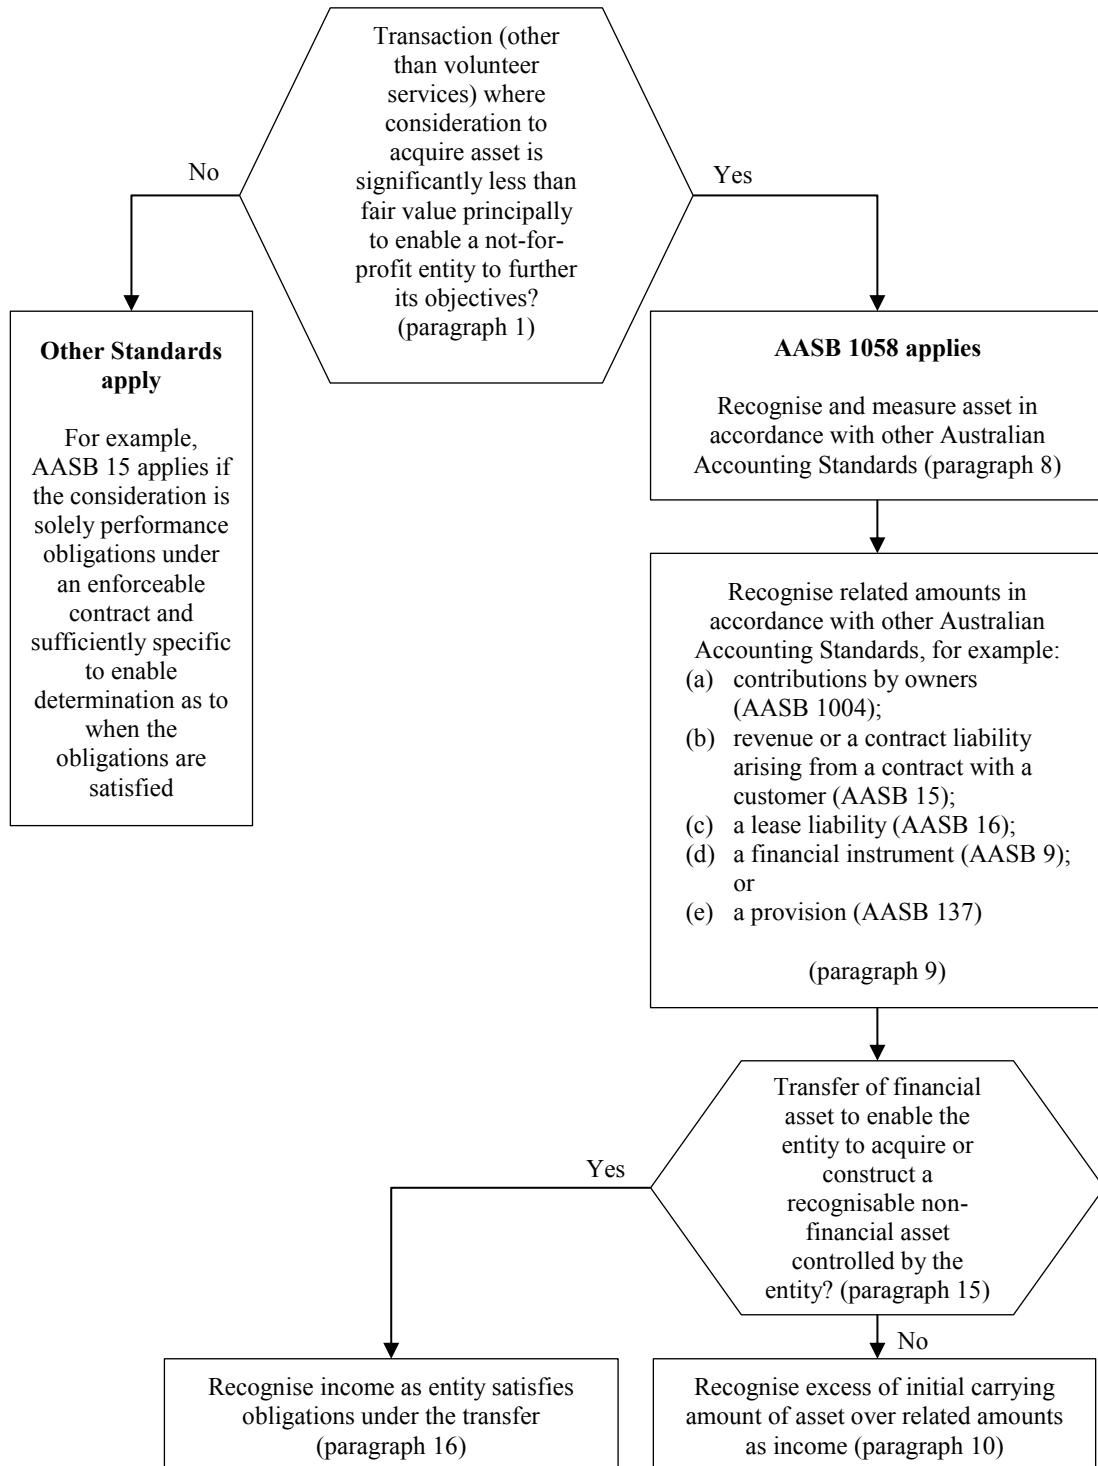 Transaction (other
than volunteer
services) where
consideration to
acquire asset is
significantly less than
fair value principally
to enable a not-for-
profit entity to further
its objectives?
(paragraph 1)
No
Yes
Other Standards
apply
For example,
AASB 15 applies if
the consideration is
solely performance
obligations under
an enforceable
contract and
sufficiently specific
to enable
determination as to
when the
obligations are
satisfied
AASB 1058 applies
Recognise and measure asset in
accordance with other Australian
Accounting Standards (paragraph 8)
Recognise related amounts in
accordance with other Australian
Accounting Standards, for example:
(a) contributions by owners
(AASB 1004);
(b) revenue or a contract liability
arising from a contract with a
customer (AASB 15);
(c) a lease liability (AASB 16);
(d) a financial instrument (AASB 9);
or
(e) a provision (AASB 137)
(paragraph 9)
Transfer of financial
asset to enable the
entity to acquire or
construct a
recognisable non-
financial asset
controlled by the
entity? (paragraph 15)
Yes
No
Recognise income as entity satisfies
obligations under the transfer
(paragraph 16)
Recognise excess of initial carrying
amount of asset over related amounts
as income (paragraph 10)